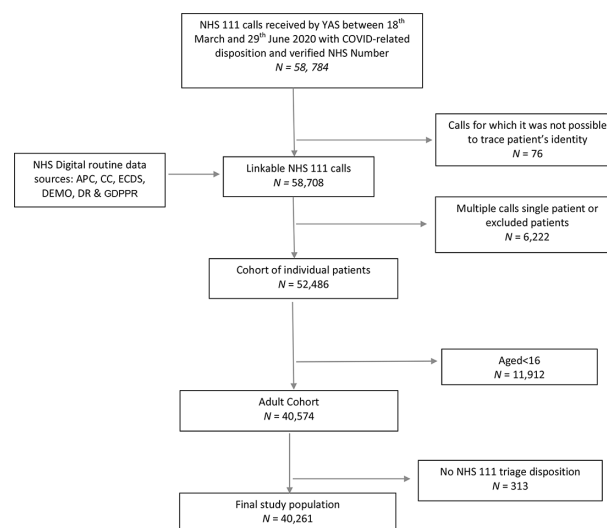 NHS 111 calls received by YAS between 18th
March and 29th June 2020 with COVID-related
disposition and verified NHS Number
N = 58, 784
Calls for which it was not possible
to trace patient's identity
N = 76
NHS Digital routine data
sources: APC, CC, ECDS,
DEMO, DR & GDPPR
Linkable NHS 111 calls
N = 58,708
Multiple calls single patient or
excluded patients
N = 6,222
Cohort of individual patients
N = 52,486
Aged<16
N = 11,912
Adult Cohort
N = 40,574
No NHS 111 triage disposition
N = 313
Final study population
N = 40,261